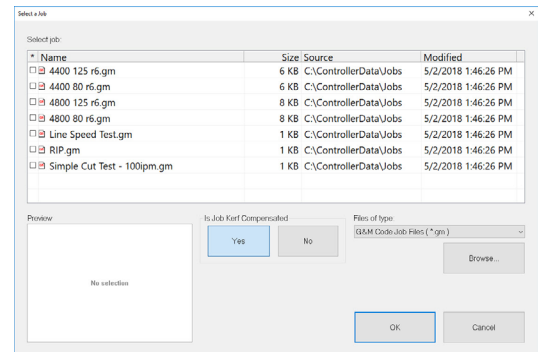 Select a Job
Select job:
* Name Size Source Modified
4400 125 r6.gm 6 KB C:\ControllerData\Jobs 5/2/2018 1:46:26 PM
4400 80 r6.gm 6 KB C:\ControllerData\Jobs 5/2/2018 1:46:26 PM
4800 125 r6.gm 8 KB C:\ControllerData\Jobs 5/2/2018 1:46:26 PM
4800 80 r6.gm 8 KB C:\ControllerData\Jobs 5/2/2018 1:46:26 PM
Line Speed Test.gm 1 KB C:\ControllerData\Jobs 5/2/2018 1:46:26 PM
RIP.gm 1 KB C:\ControllerData\Jobs 5/2/2018 1:46:26 PM
Simple Cut Test - 100ipm.gm 1 KB C:\ControllerData\Jobs 5/2/2018 1:46:26 PM
Preview Is Job Kerf Compensated Files of type:
Yes No G&M Code Job Files ( *.gm )
Browse...
No selection
OK Cancel